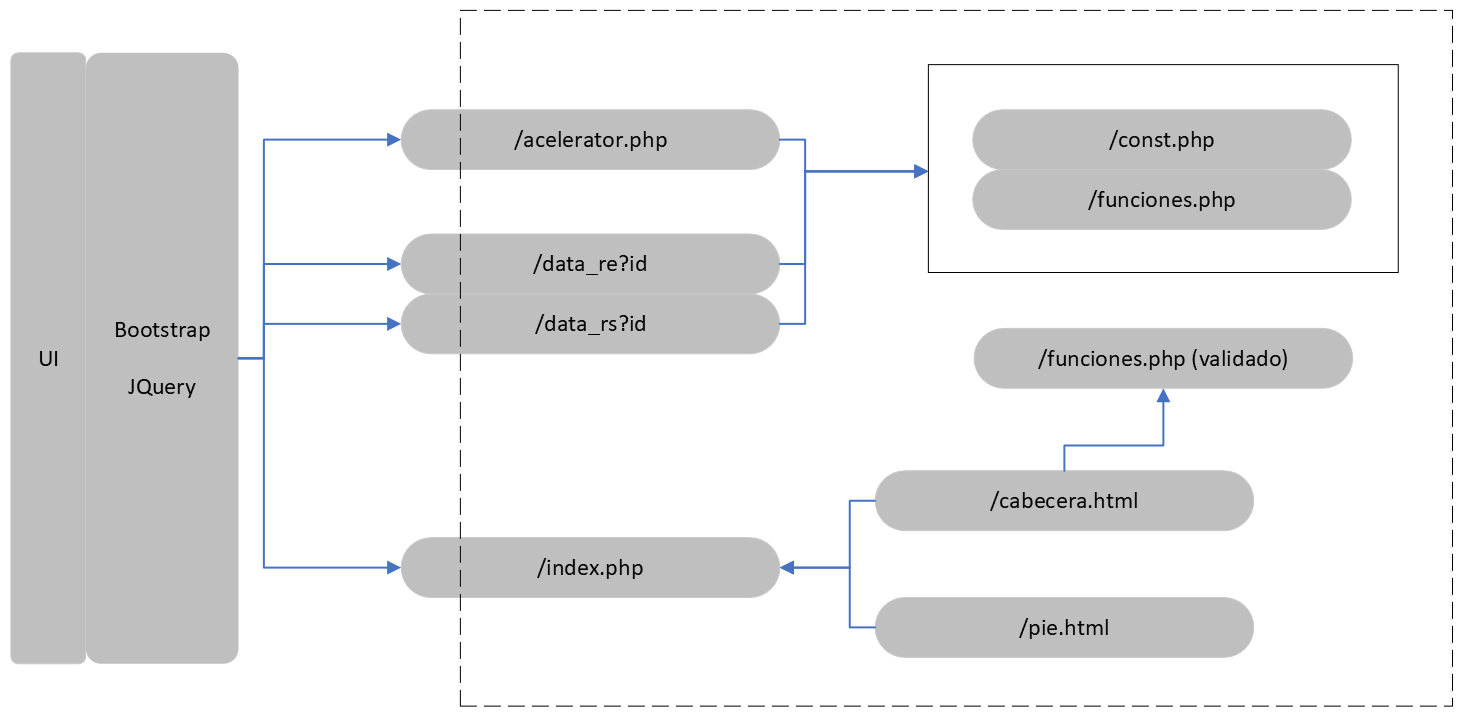 UI
Bootstrap
JQuery
/acelerator.php
/data_re?id
/data_rs?id
/index.php
/const.php
/funciones.php
/funciones.php (validado)
/cabecera.html
/pie.html